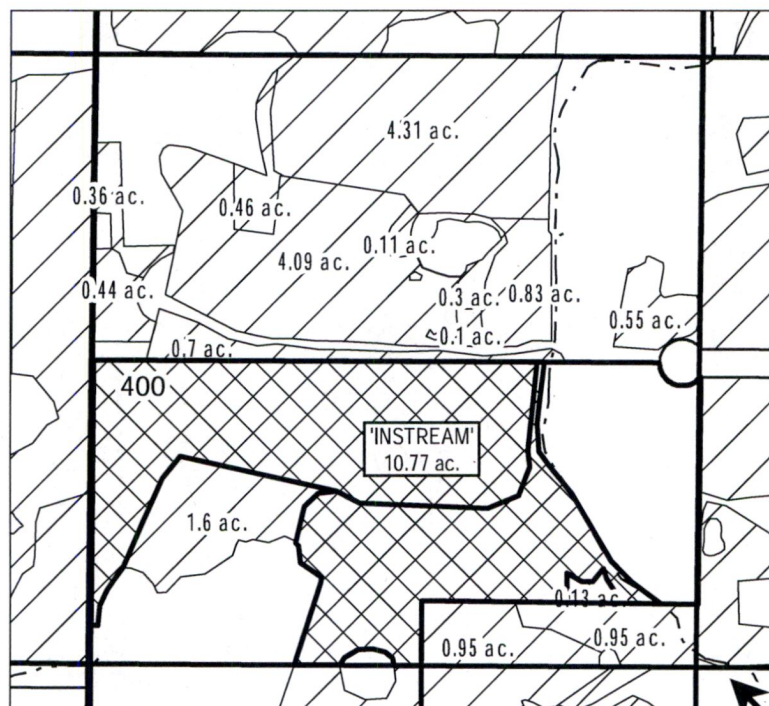 4.31 ac.
0.36 ac.
0.46 ac.
0.11 ac.
4.09 ac.
0.44 ac.
0.3 ac.
0.83 ac.
0.55 ac.
0.1 ac.
0.7 ac.
400
'INSTREAM'
10.77 ac.
1.6 ac.
0.13 ac.
0.95 ac.
0.95 ac.